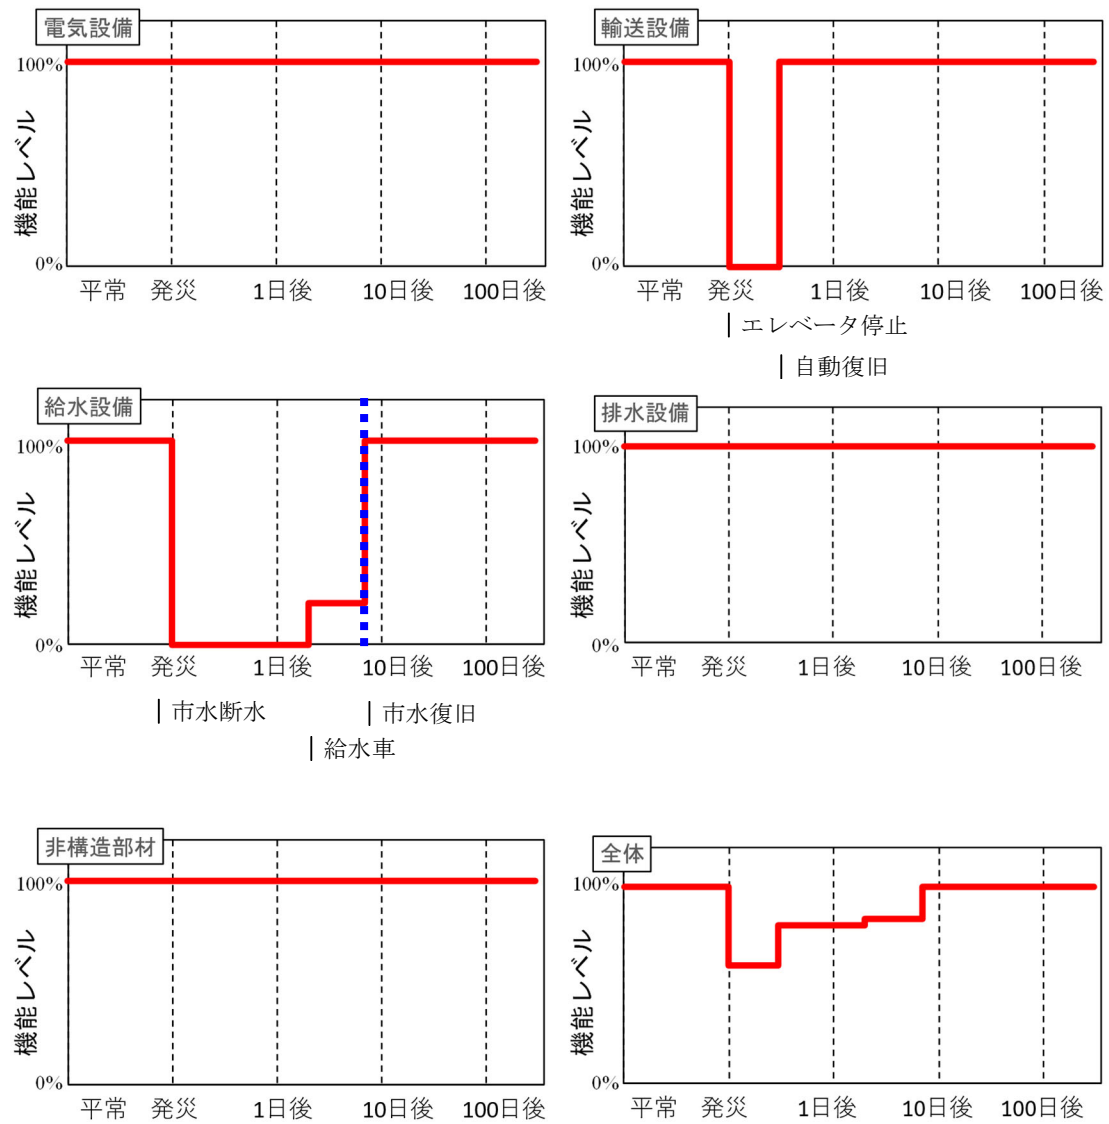 電気設備
100%
機能レベル
0%
平常 発災 1日後 10日後 100日後
輸送設備
100%
機能レベル
0%
平常 発災 1日後 10日後 100日後
エレベータ停止
自動復旧
給水設備
100%
機能レベル
0%
平常 発災 1日後 10日後 100日後
市水断水
市水復旧
給水車
排水設備
100%
機能レベル
0%
平常 発災 1日後 10日後 100日後
非構造部材
100%
機能レベル
0%
平常 発災 1日後 10日後 100日後
全体
100%
機能レベル
0%
平常 発災 1日後 10日後 100日後